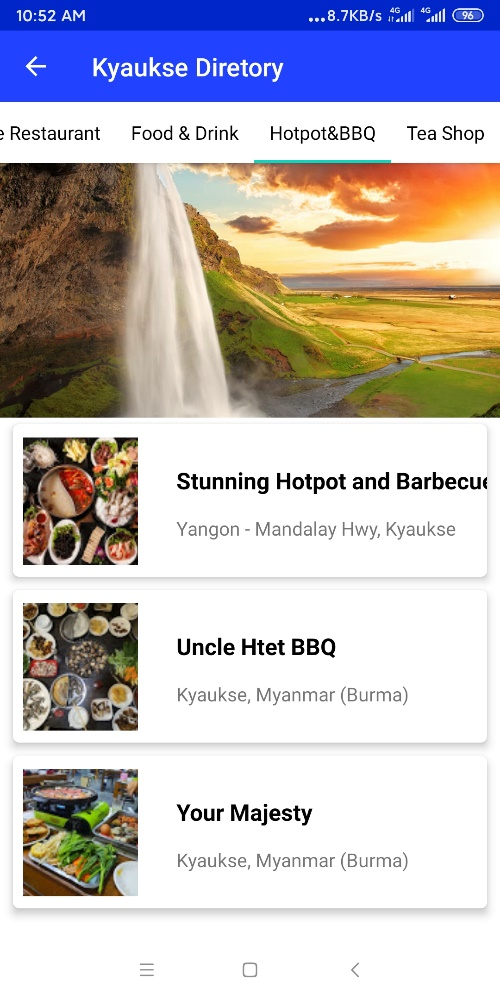 10:52 AM
...8.7KB/s 4G 4G 96
Kyaukse Diretory
e Restaurant Food & Drink Hotpot&BBQ Tea Shop
Stunning Hotpot and Barbecue
Yangon - Mandalay Hwy, Kyaukse
Uncle Htet BBQ
Kyaukse, Myanmar (Burma)
Your Majesty
Kyaukse, Myanmar (Burma)